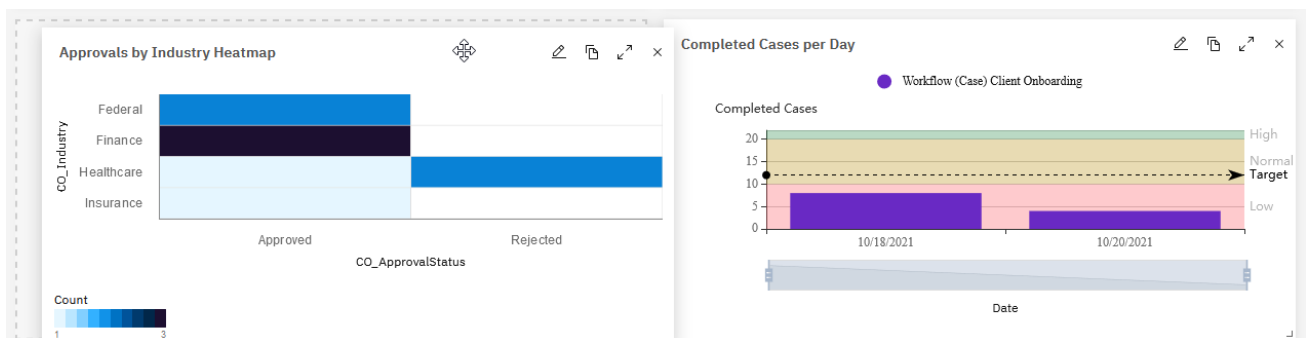 Approvals by Industry Heatmap
CO_Industry
Federal
Finance
Healthcare
Insurance
Approved Rejected
CO_ApprovalStatus
Count
1 3
Completed Cases per Day
Workflow (Case) Client Onboarding
Completed Cases
20 High
15 Normal
Target
10
5 Low
0
10/18/2021 10/20/2021
Date